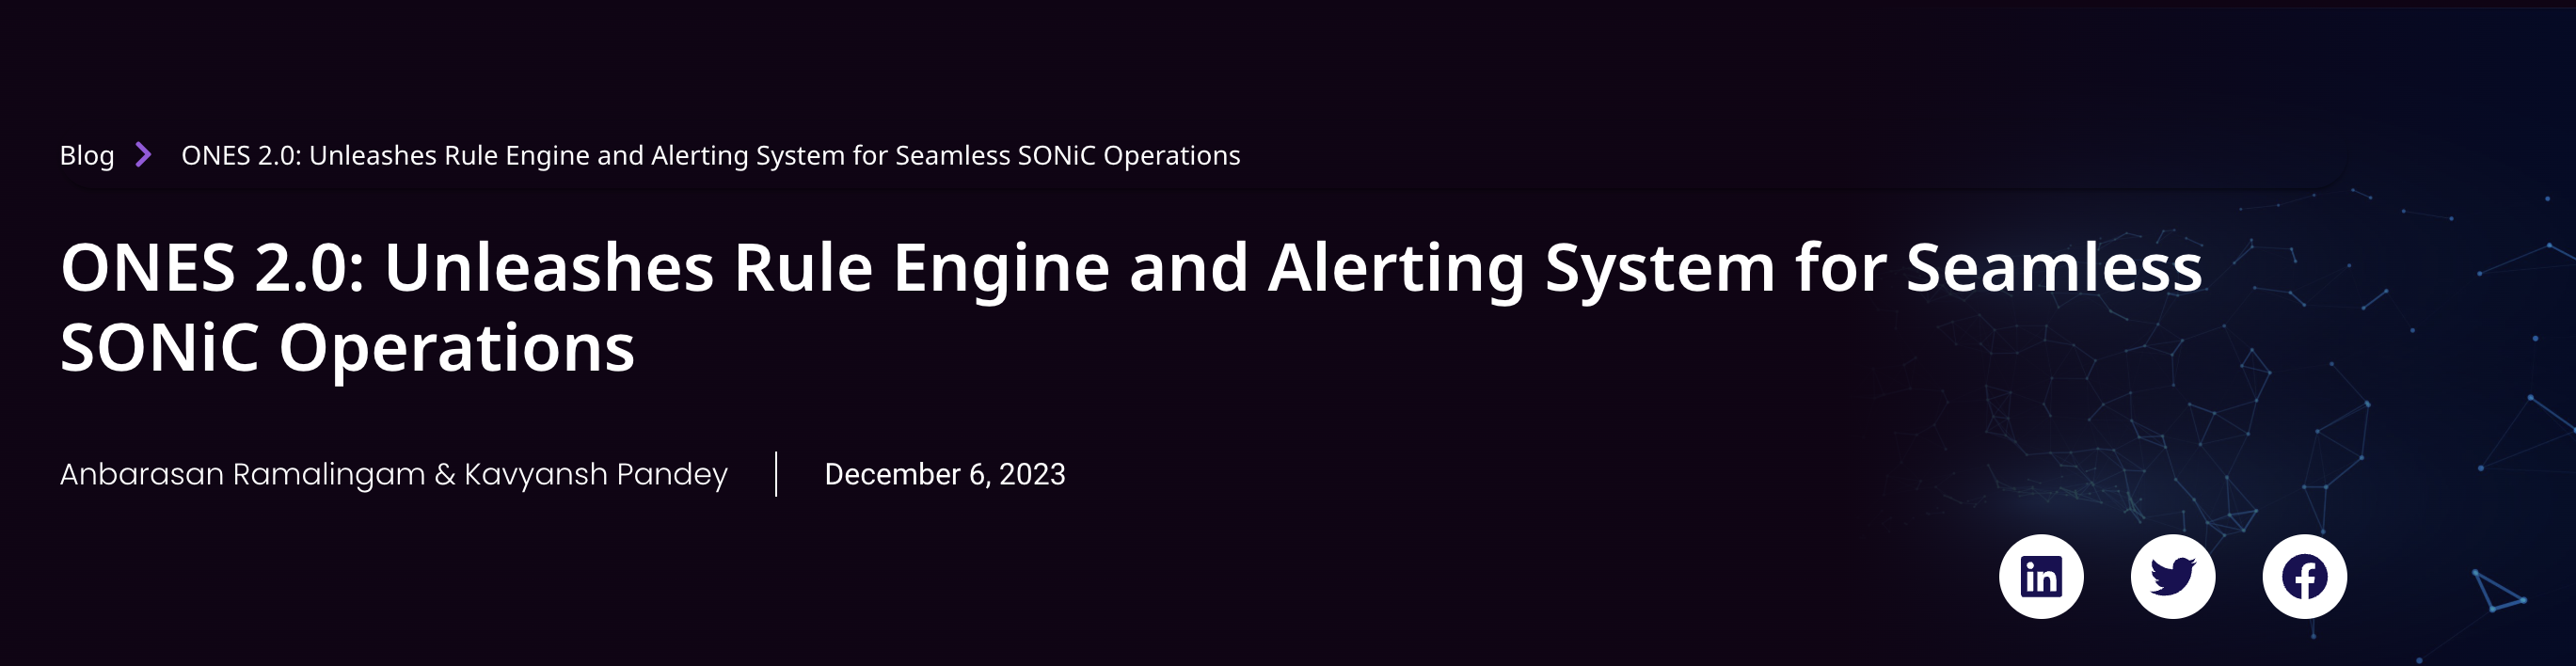 Blog
ONES 2.0: Unleashes Rule Engine and Alerting System for Seamless SONiC Operations
ONES 2.0: Unleashes Rule Engine and Alerting System for Seamless
SONiC Operations
Anbarasan Ramalingam & Kavyansh Pandey
December 6, 2023